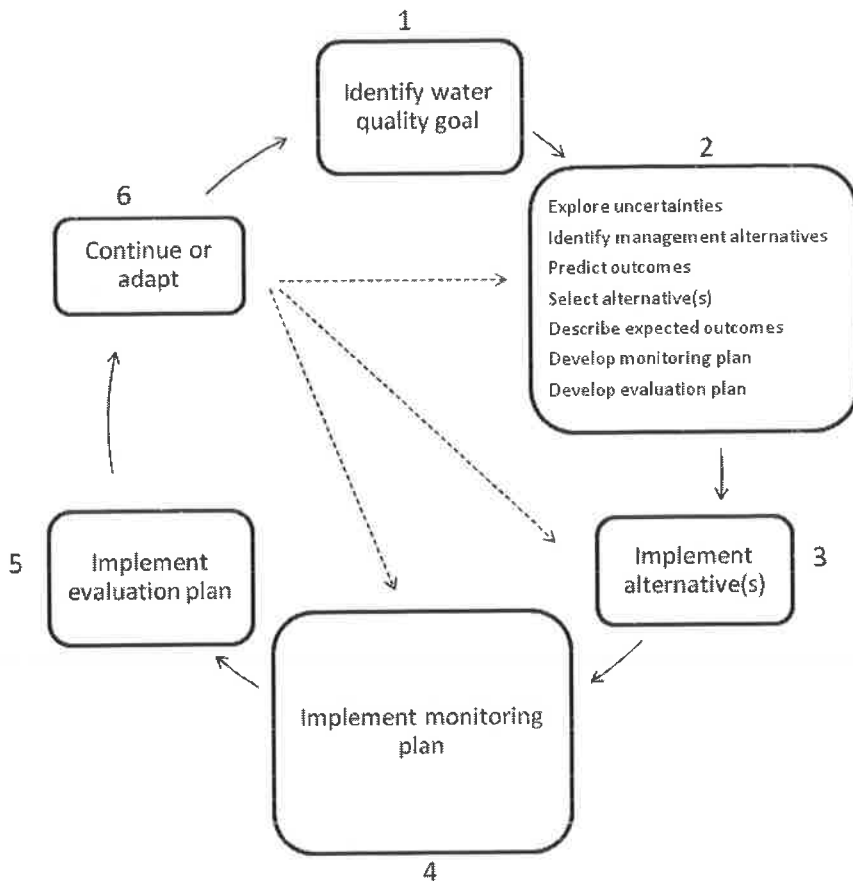 1
Identify water
quality goal
2
Explore uncertainties
Identify management alternatives
Predict outcomes
Select alternative(s)
Describe expected outcomes
Develop monitoring plan
Develop evaluation plan
3
Implement
alternative(s)
4
Implement monitoring
plan
5
Implement
evaluation plan
6
Continue or
adapt